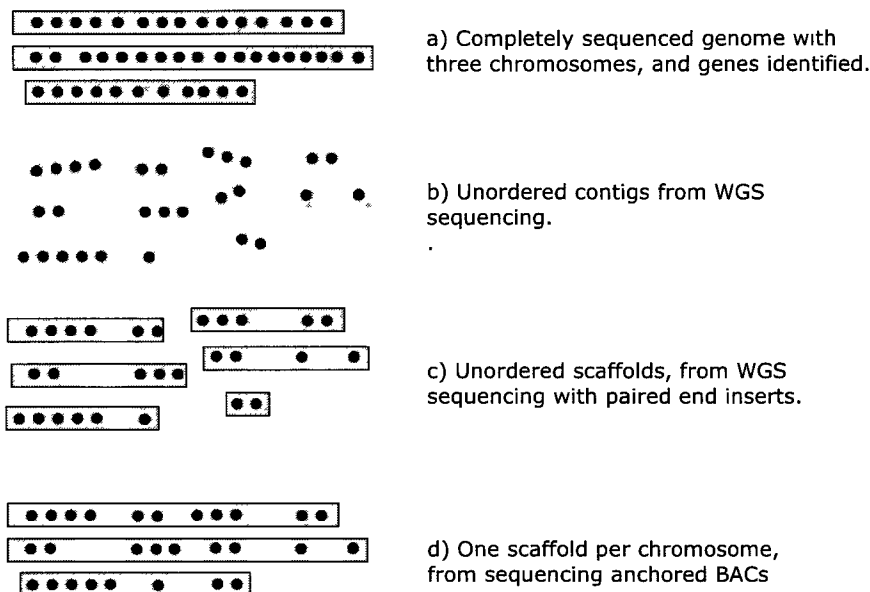 a) Completely sequenced genome with
three chromosomes, and genes identified.
b) Unordered contigs from WGS
sequencing.
.
c) Unordered scaffolds, from WGS
sequencing with paired end inserts.
d) One scaffold per chromosome,
from sequencing anchored BACs